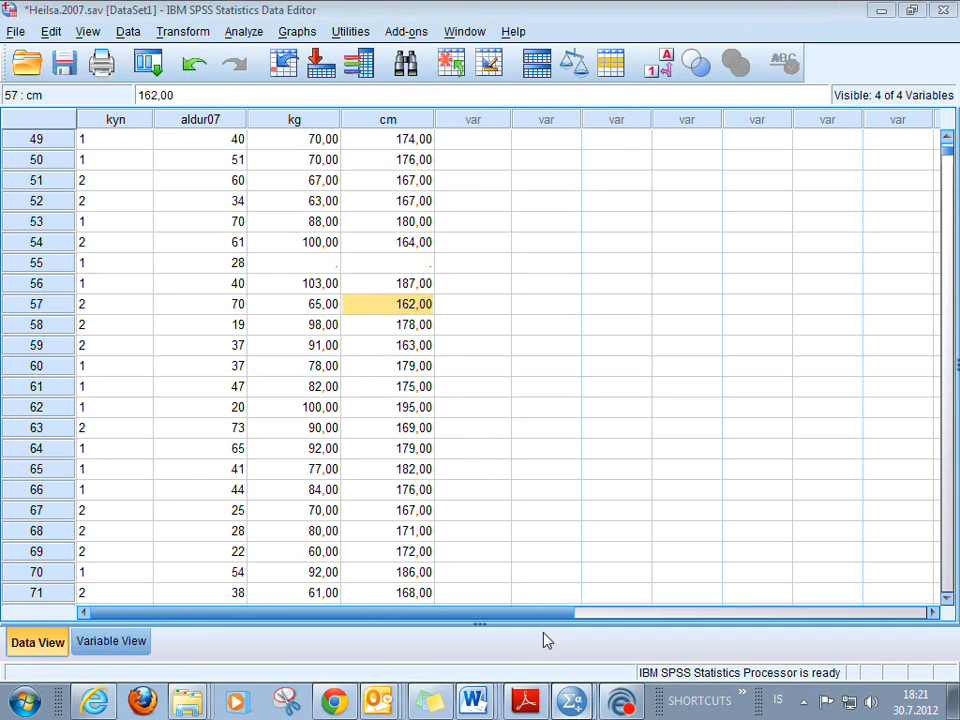 *Heilsa.2007.sav [DataSet1] - IBM SPSS Statistics Data Editor
File Edit View Data Transform Analyze Graphs Utilities Add-ons Window Help
57 : cm 162,00 Visible: 4 of 4 Variables
kyn aldur07 kg cm var var var var var var var
49 1 40 70,00 174,00
50 1 51 70,00 176,00
51 2 60 67,00 167,00
52 2 34 63,00 167,00
53 1 70 88,00 180,00
54 2 61 100,00 164,00
55 1 28 . .
56 1 40 103,00 187,00
57 2 70 65,00 162,00
58 2 19 98,00 178,00
59 2 37 91,00 163,00
60 1 37 78,00 179,00
61 1 47 82,00 175,00
62 1 20 100,00 195,00
63 2 73 90,00 169,00
64 1 65 92,00 179,00
65 1 41 77,00 182,00
66 1 44 84,00 176,00
67 2 25 70,00 167,00
68 2 28 80,00 171,00
69 2 22 60,00 172,00
70 1 54 92,00 186,00
71 2 38 61,00 168,00
Data View Variable View
IBM SPSS Statistics Processor is ready
SHORTCUTS » IS 18:21
30.7.2012